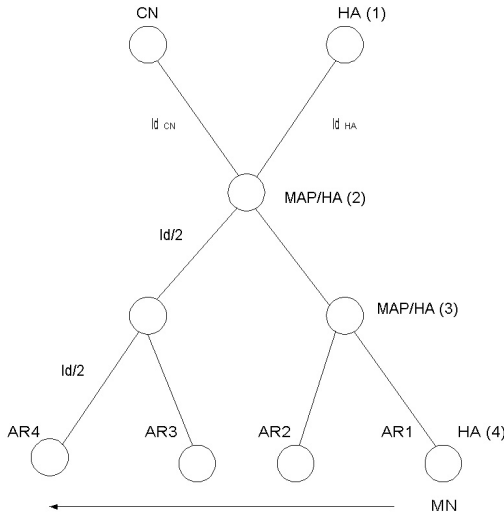 CN
HA (1)
ld CN
ld HA
MAP/HA (2)
ld/2
MAP/HA (3)
ld/2
AR4
AR3
AR2
AR1
HA (4)
MN